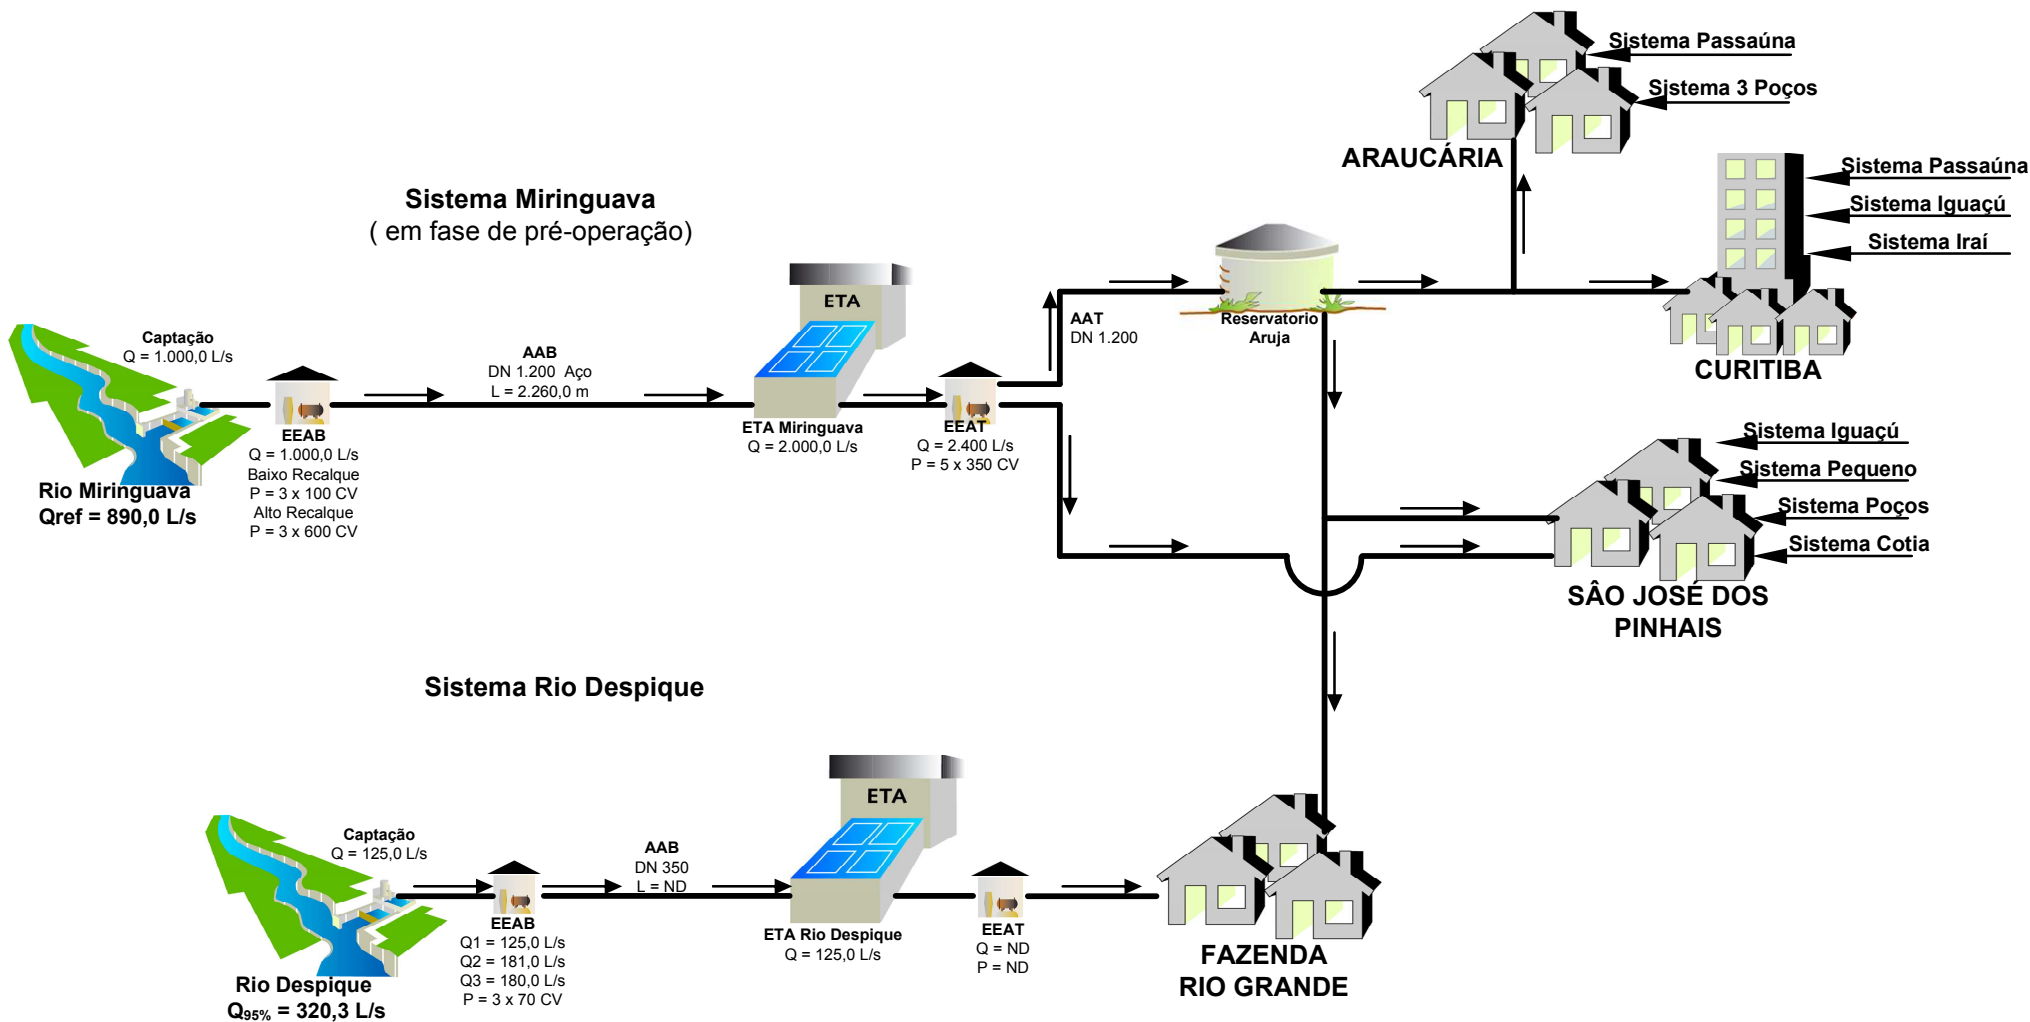 Sistema Passaúna
Sistema 3 Poços
ARAUCÁRIA
Sistema Passaúna
Sistema Iguaçú
Sistema Iraí
CURITIBA
Sistema Miringuava
( em fase de pré-operação)
ETA
Captação
Q = 1.000,0 L/s
AAB
DN 1.200 Aço
L = 2.260,0 m
AAT
DN 1.200
Reservatorio
Aruja
EEAB
Q = 1.000,0 L/s
Baixo Recalque
P = 3 x 100 CV
Alto Recalque
P = 3 x 600 CV
ETA Miringuava
Q = 2.000,0 L/s
EEAT
Q = 2.400 L/s
P = 5 x 350 CV
Rio Miringuava
Qref = 890,0 L/s
Sistema Iguaçú
Sistema Pequeno
Sistema Poços
Sistema Cotia
SÂO JOSÉ DOS
PINHAIS
Sistema Rio Despique
ETA
Captação
Q = 125,0 L/s
AAB
DN 350
L = ND
EEAB
Q1 = 125,0 L/s
Q2 = 181,0 L/s
Q3 = 180,0 L/s
P = 3 x 70 CV
ETA Rio Despique
Q = 125,0 L/s
EEAT
Q = ND
P = ND
FAZENDA
RIO GRANDE
Rio Despique
Q95% = 320,3 L/s